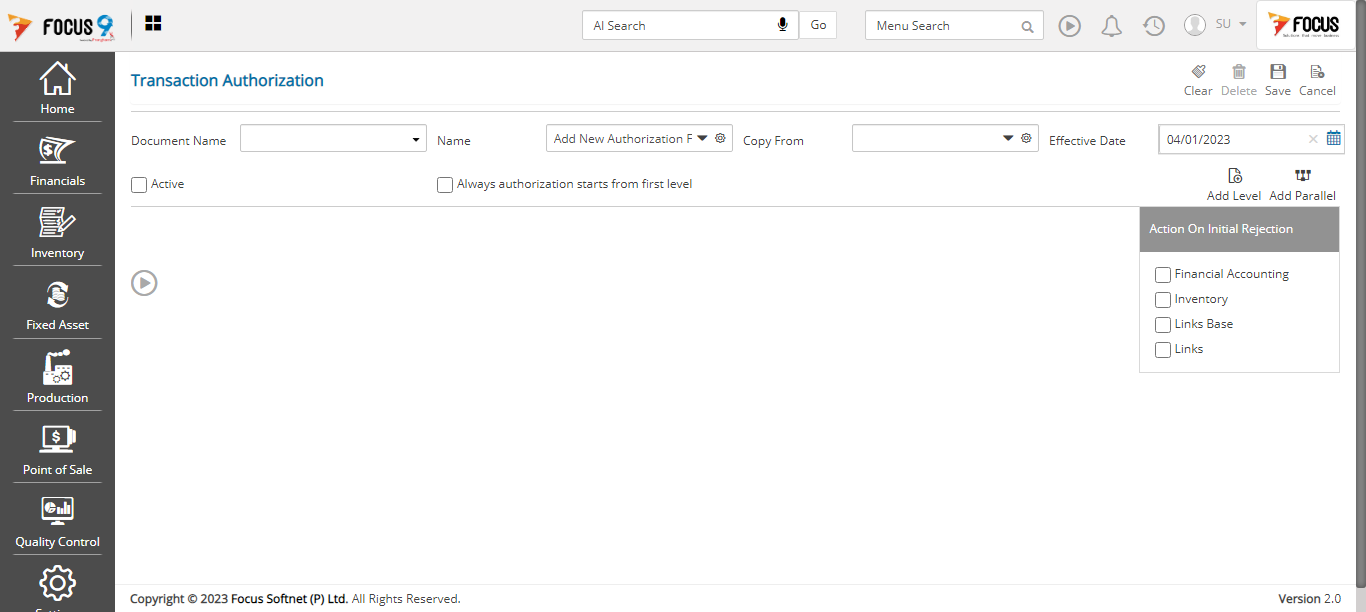 FOCUS 9
AI Search
Go
Menu Search
SU
FOCUS
Home
Financials
Inventory
Fixed Asset
Production
Point of Sale
Quality Control
Transaction Authorization
Clear
Delete
Save
Cancel
Document Name
Name
Add New Authorization F
Copy From
Effective Date
04/01/2023
Active
Always authorization starts from first level
Add Level
Add Parallel
Action On Initial Rejection
Financial Accounting
Inventory
Links Base
Links
Copyright © 2023 Focus Softnet (P) Ltd. All Rights Reserved.
Version 2.0